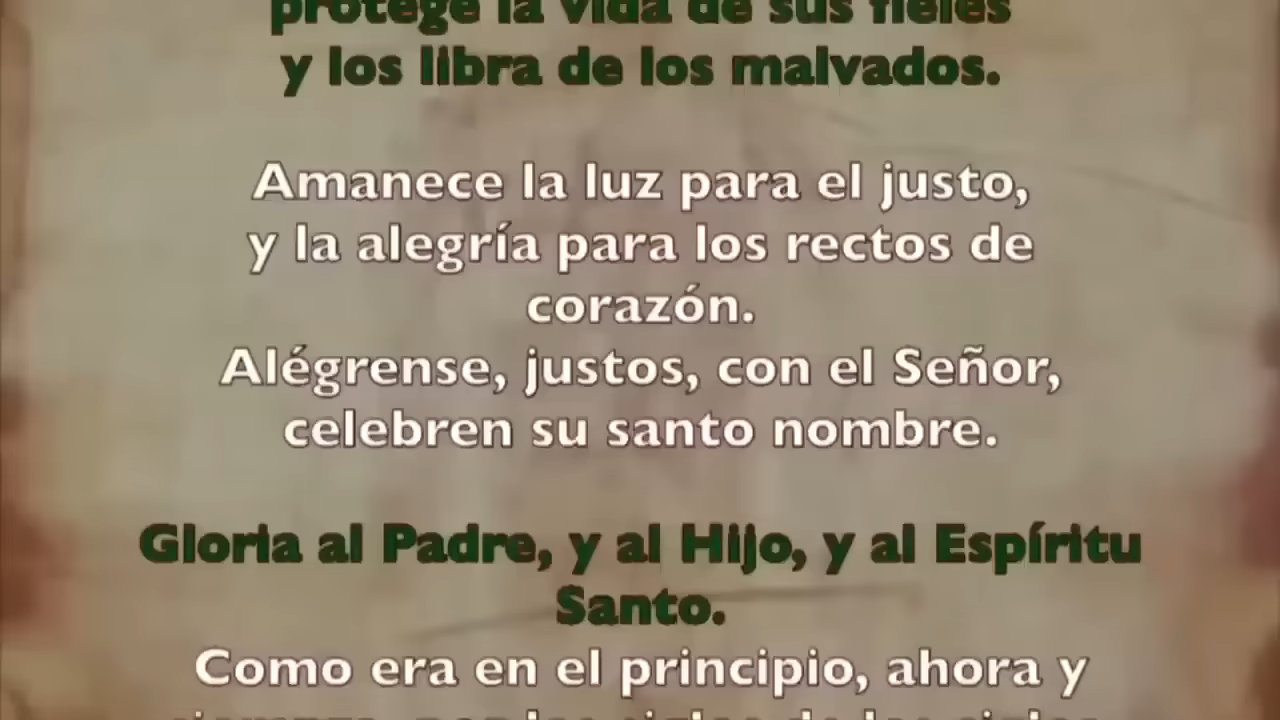 protege la vida de sus fieles
y los libra de los malvados.
Amanece la luz para el justo,
y la alegría para los rectos de
corazón.
Alégrense, justos, con el Señor,
celebren su santo nombre.
Gloria al Padre, y al Hijo, y al Espíritu
Santo.
Como era en el principio, ahora y